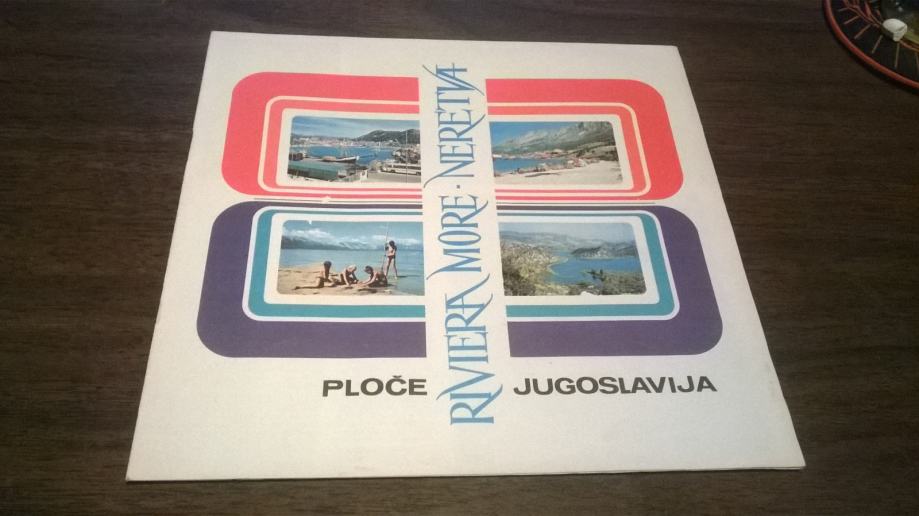 RIVIERA MORE · NERETVA
PLOČE JUGOSLAVIJA